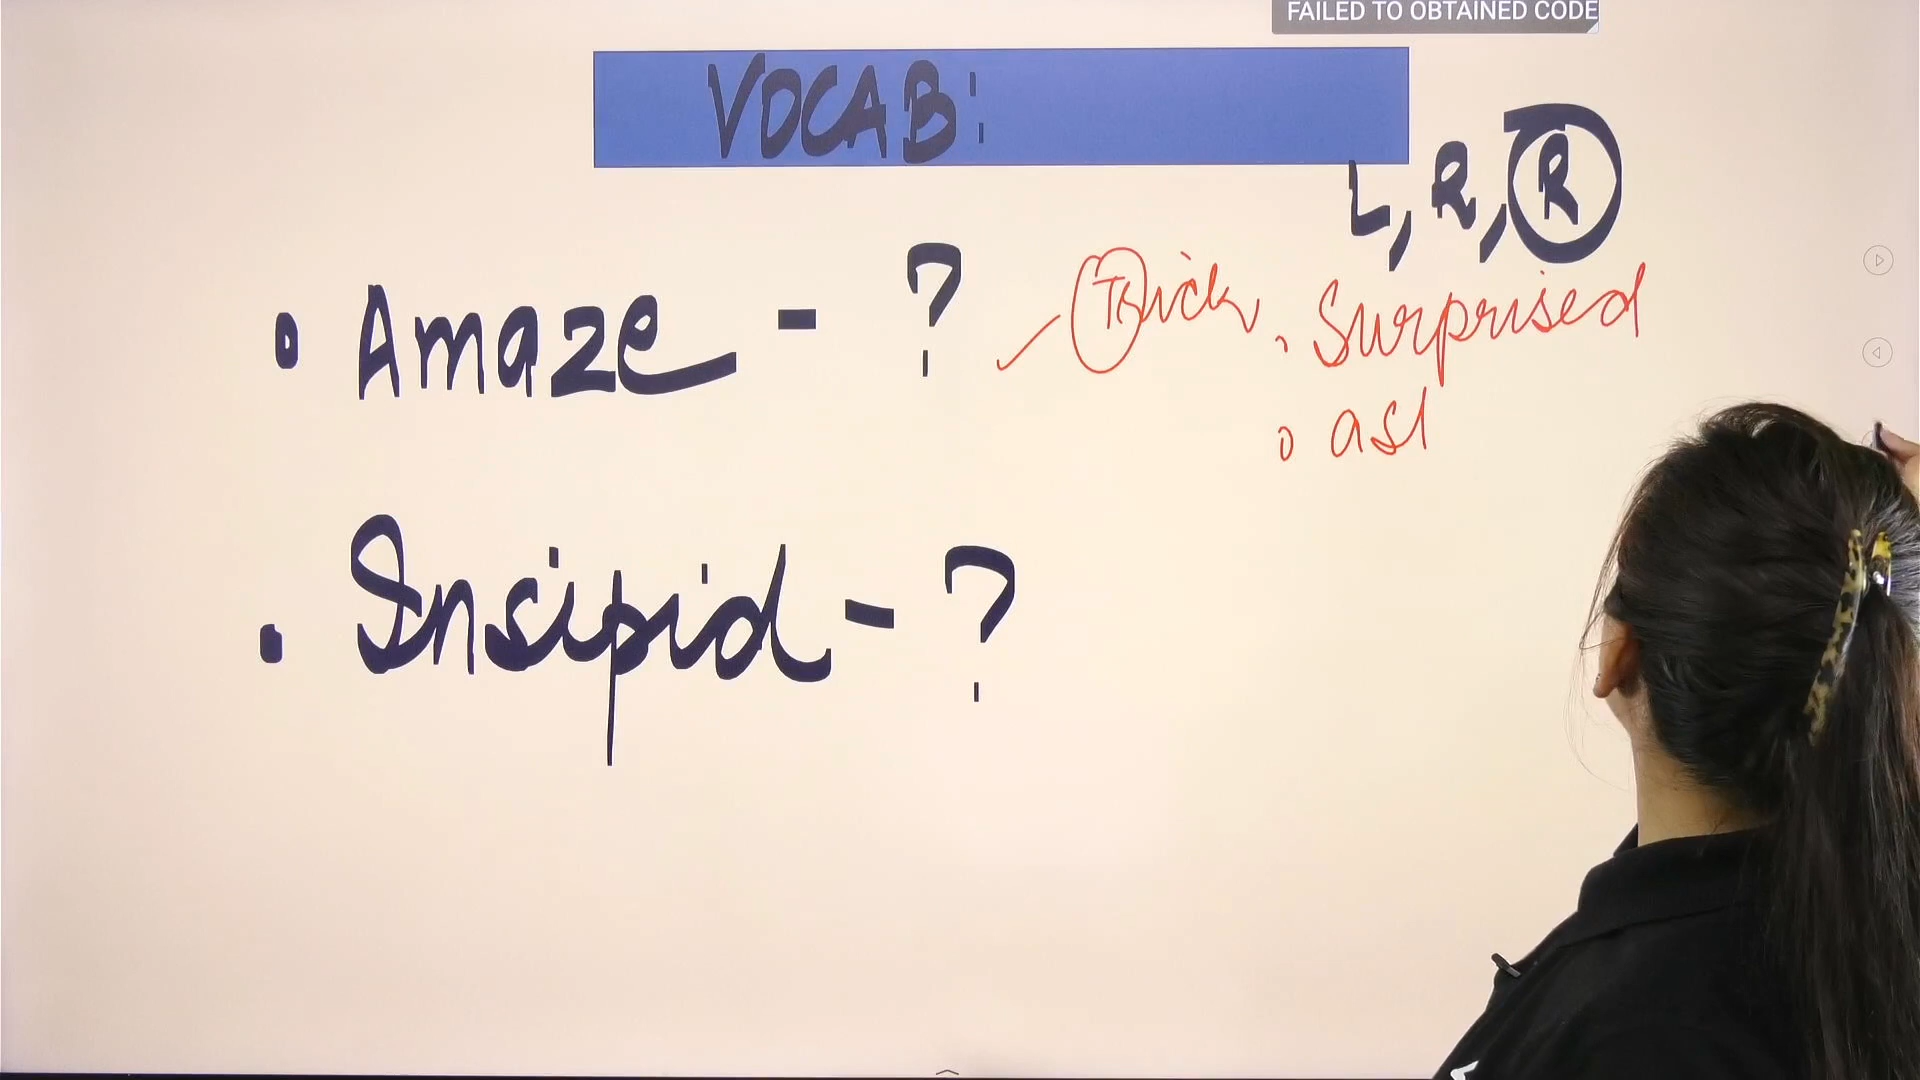 FAILED TO OBTAINED CODE
VOCAB:
L, R, R
• Amaze - ? Trick • Surprised
• ast
• Insipid - ?